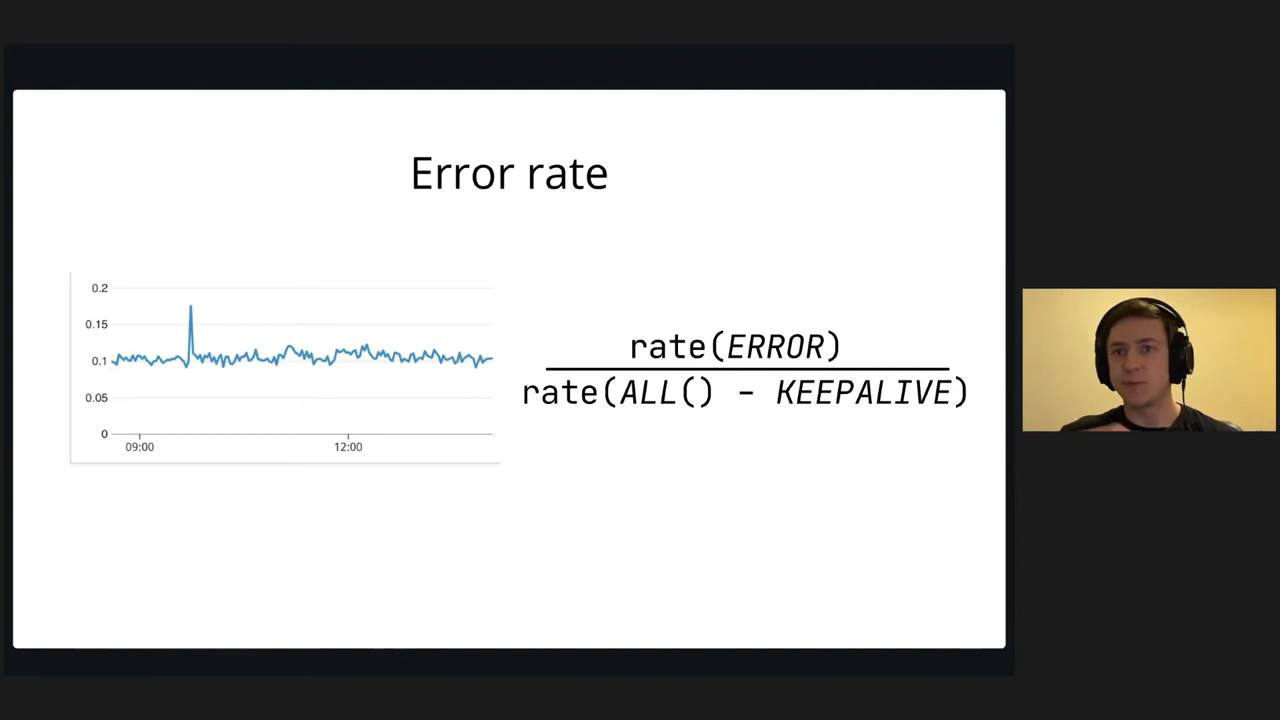 Error rate
0.2
0.15
0.1
0.05
0
09:00
12:00
rate(ERROR)
rate(ALL() - KEEPALIVE)